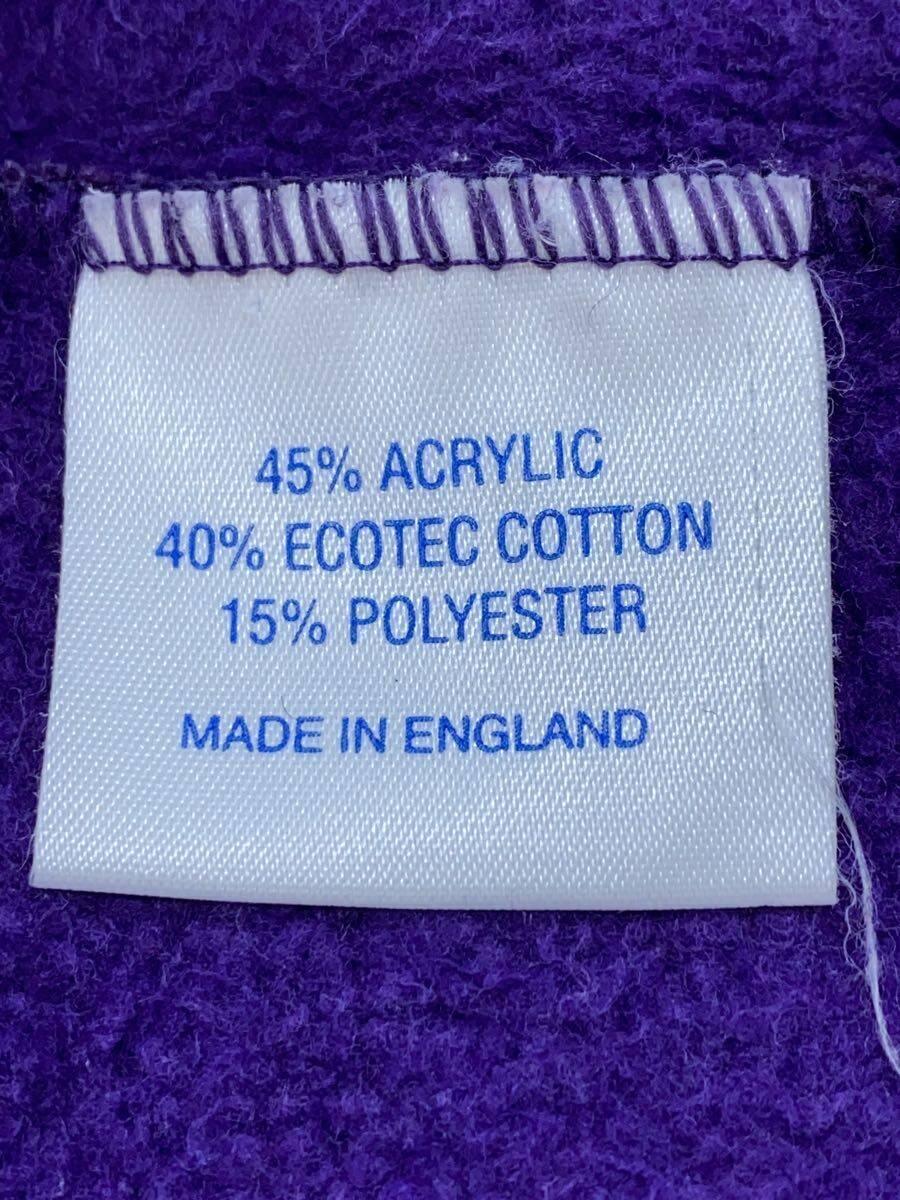 45% ACRYLIC
40% ECOTEC COTTON
15% POLYESTER
MADE IN ENGLAND